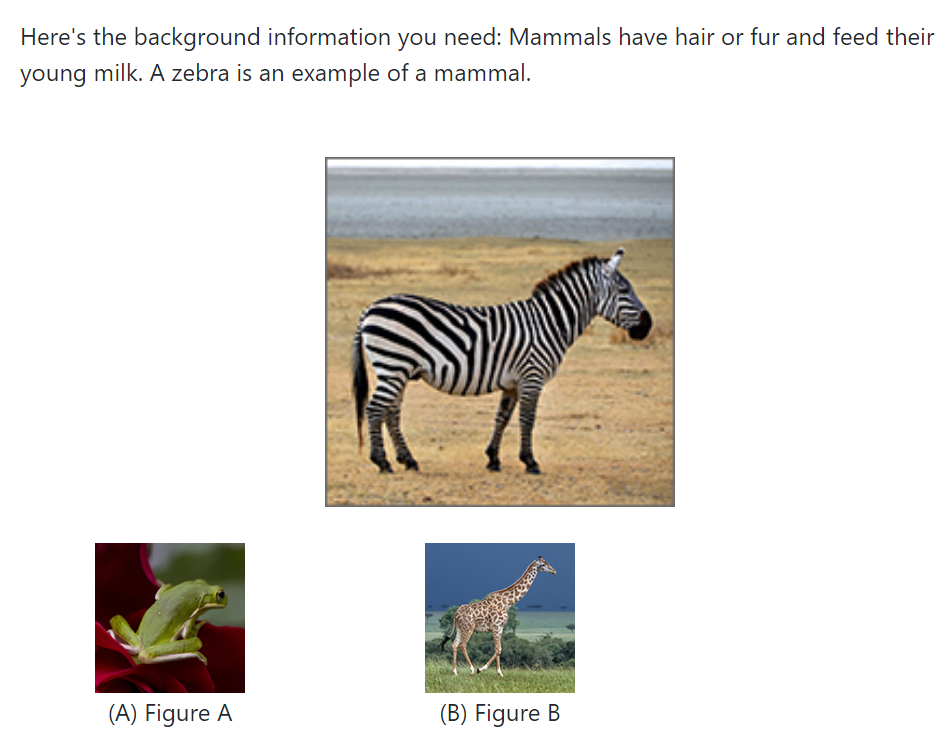 Here's the background information you need: Mammals have hair or fur and feed their
young milk. A zebra is an example of a mammal.
(A) Figure A
(B) Figure B